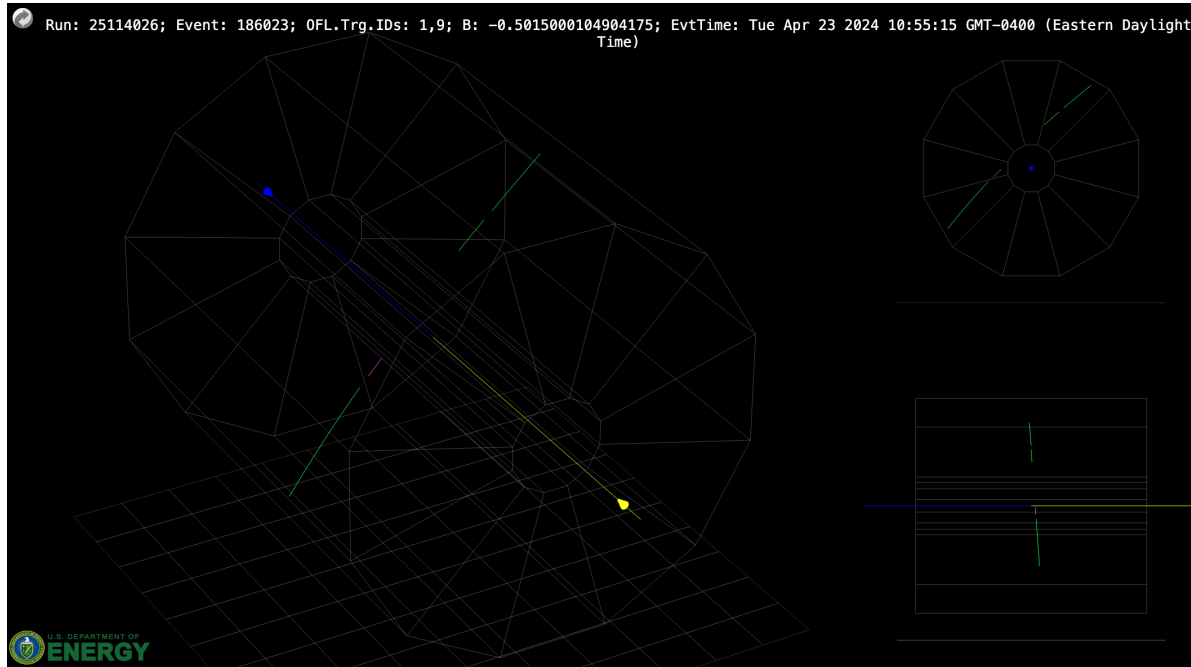 Run: 25114026; Event: 186023; OFL.Trg.IDs: 1,9; B: -0.5015000104904175; EvtTime: Tue Apr 23 2024 10:55:15 GMT-0400 (Eastern Daylight
Time)
U.S. DEPARTMENT OF
ENERGY